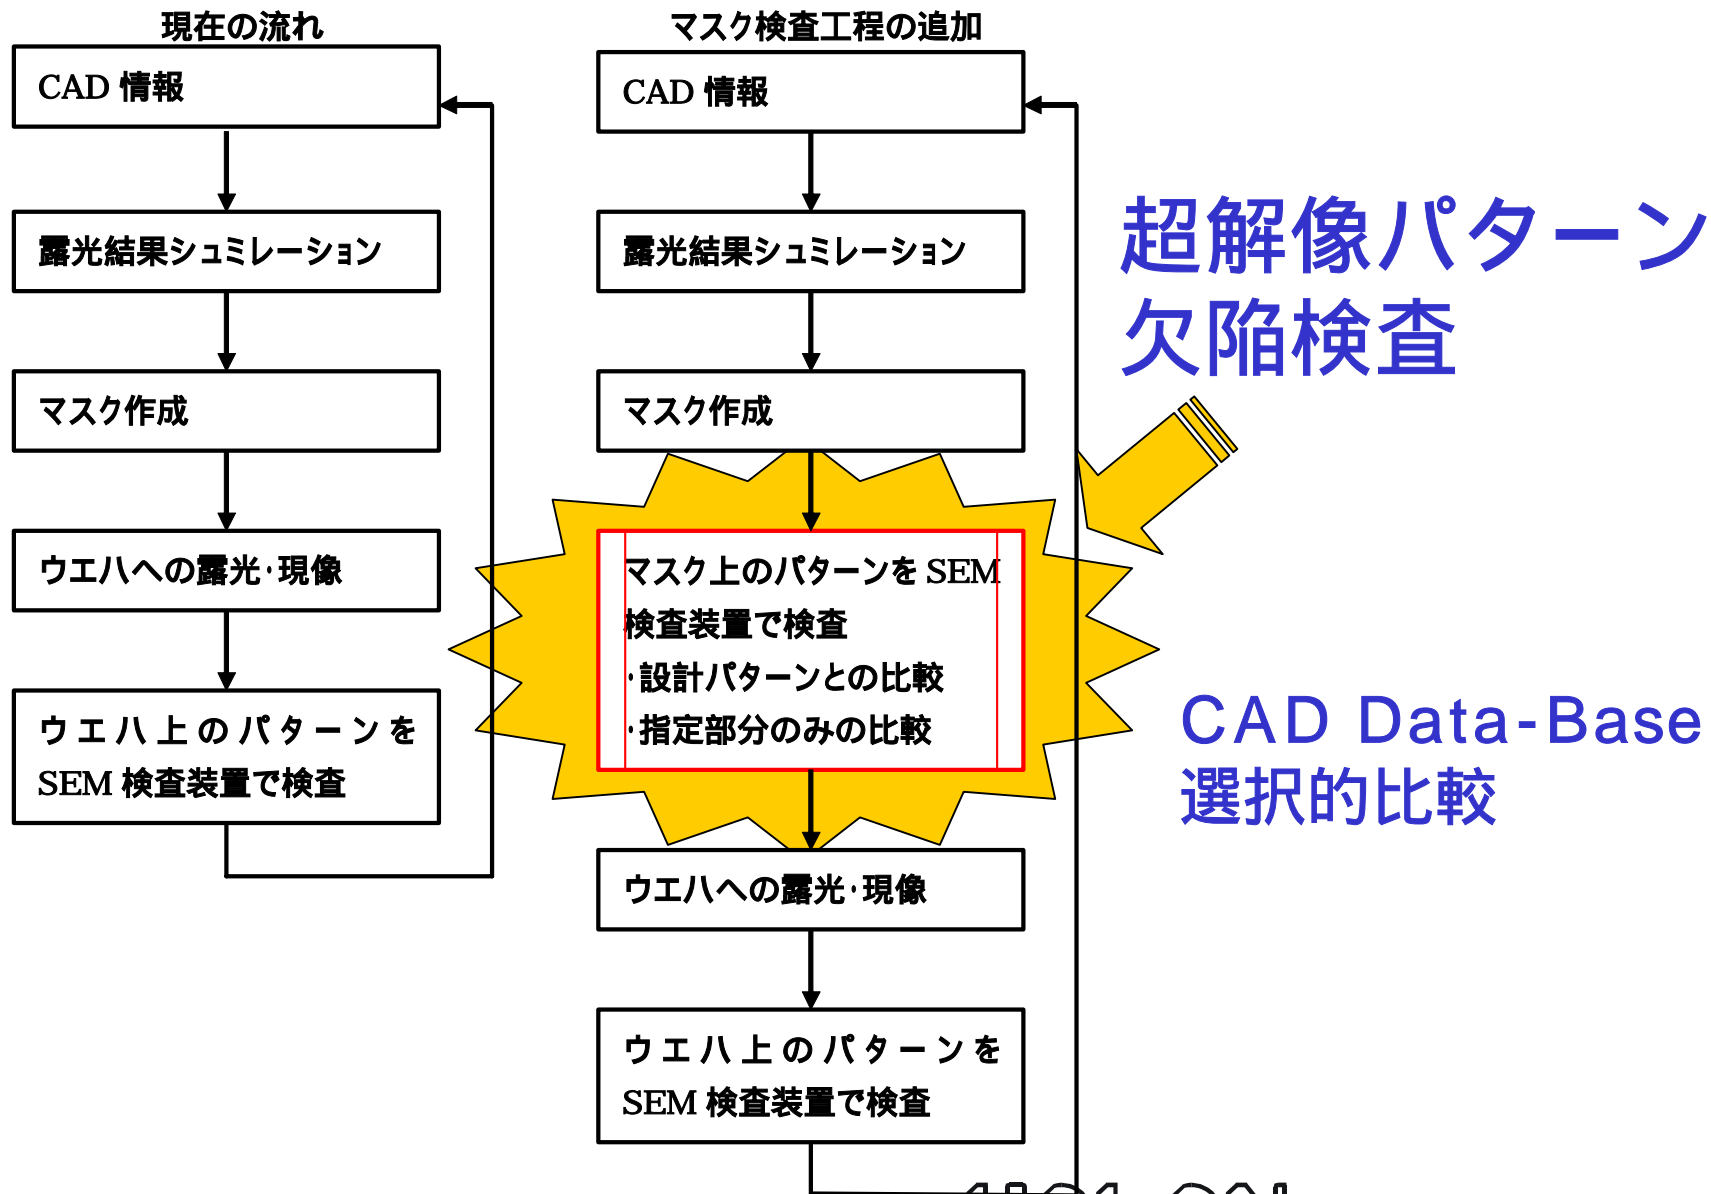 現在の流れ
CAD 情報
露光結果シュミレーション
マスク作成
ウエハへの露光･現像
ウエハ上のパターンを
SEM 検査装置で検査
マスク検査工程の追加
CAD 情報
露光結果シュミレーション
マスク作成
マスク上のパターンを SEM
検査装置で検査
･設計パターンとの比較
･指定部分のみの比較
ウエハへの露光･現像
ウエハ上のパターンを
SEM 検査装置で検査
超解像パターン
欠陥検査
CAD Data-Base
選択的比較